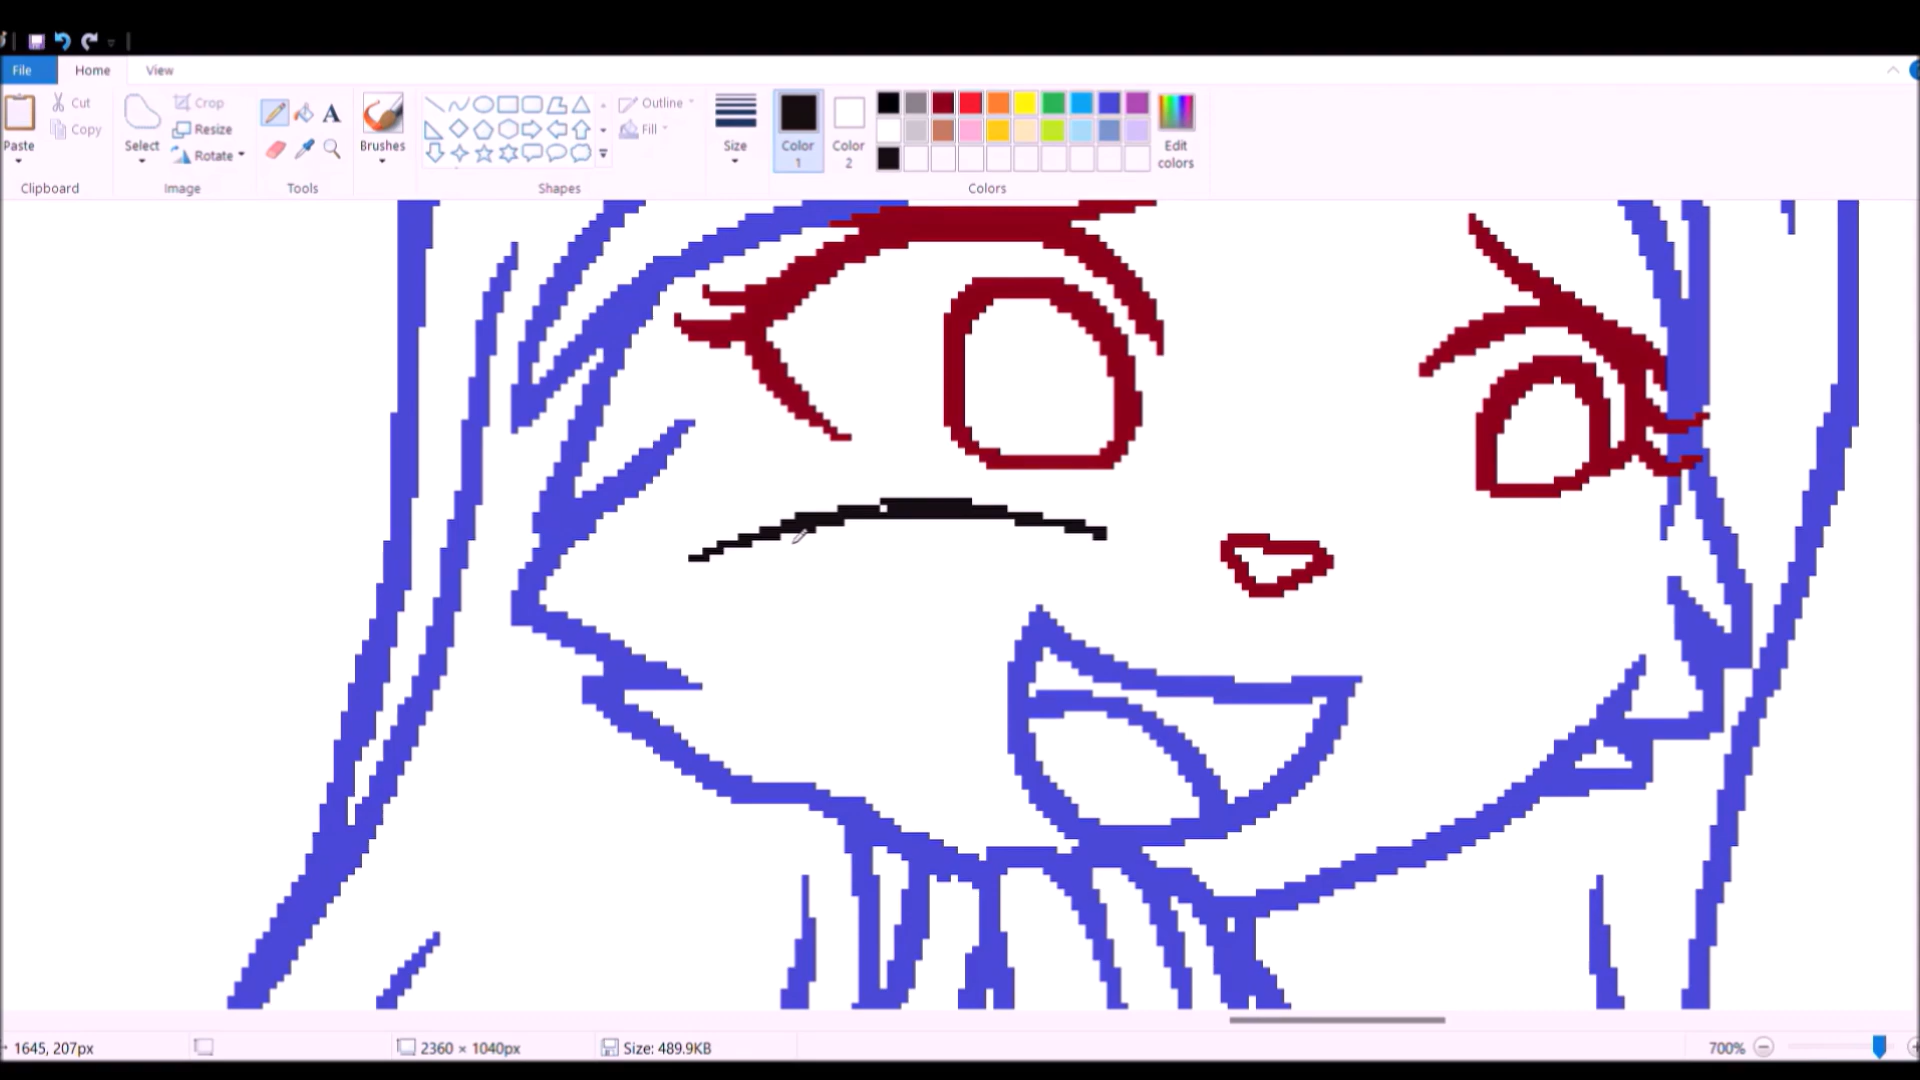 File Home View
Paste Cut Copy Clipboard
Select Crop Resize Rotate Image
A Tools
Brushes
Shapes
Outline Fill
Size
Color 1 Color 2 Edit colors Colors
1645, 207px 2360 × 1040px Size: 489.9KB 700%